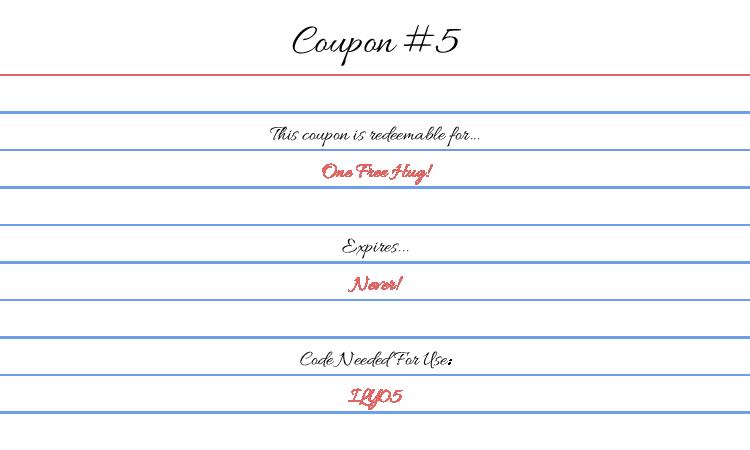 Coupon #5
This coupon is redeemable for...
One Free Hug!
Expires...
Never!
Code Needed For Use:
ILY05